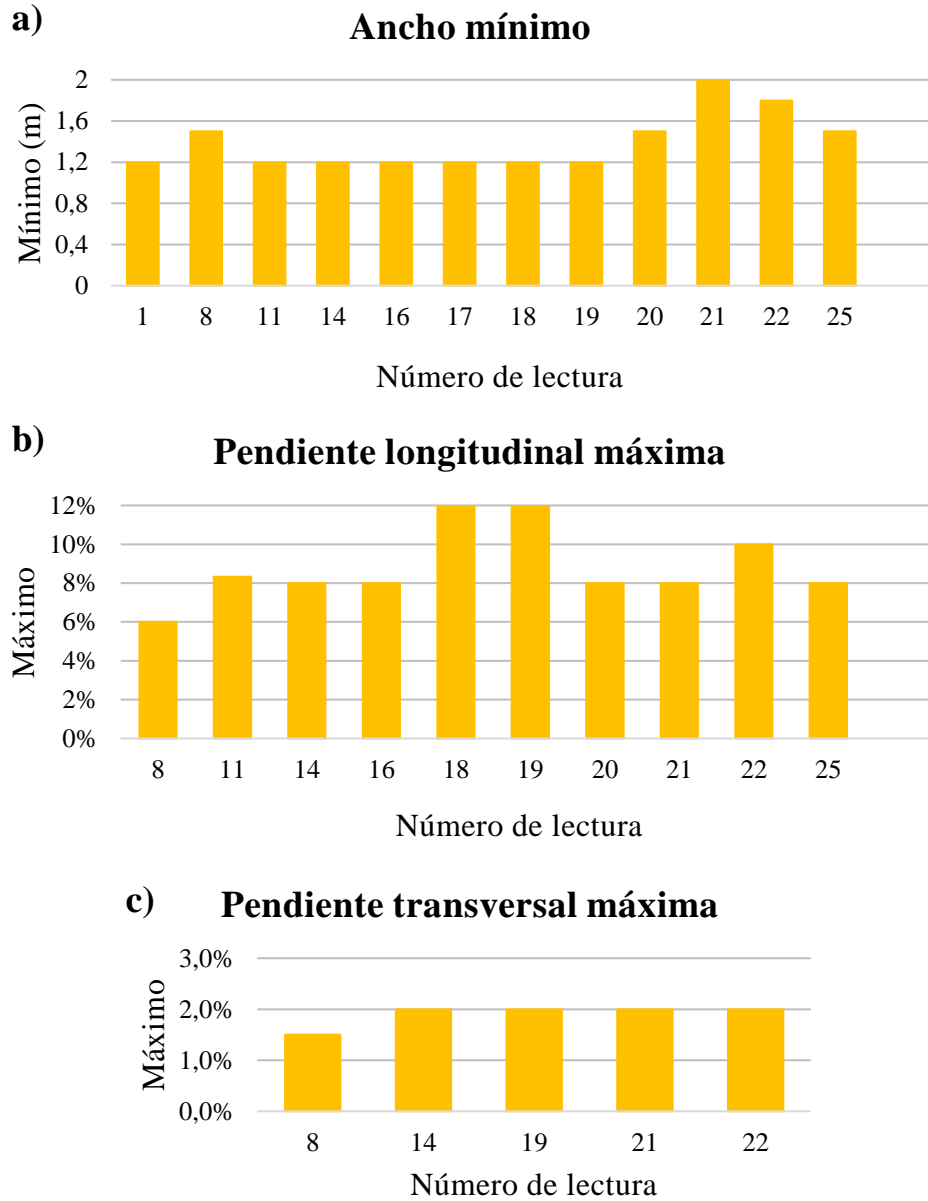 a)
Ancho mínimo
Mínimo (m)
2
1,6
1,2
0,8
0,4
0
1 8 11 14 16 17 18 19 20 21 22 25
Número de lectura
b)
Pendiente longitudinal máxima
Máximo
12%
10%
8%
6%
4%
2%
0%
8 11 14 16 18 19 20 21 22 25
Número de lectura
c)
Pendiente transversal máxima
Máximo
3,0%
2,0%
1,0%
0,0%
8 14 19 21 22
Número de lectura